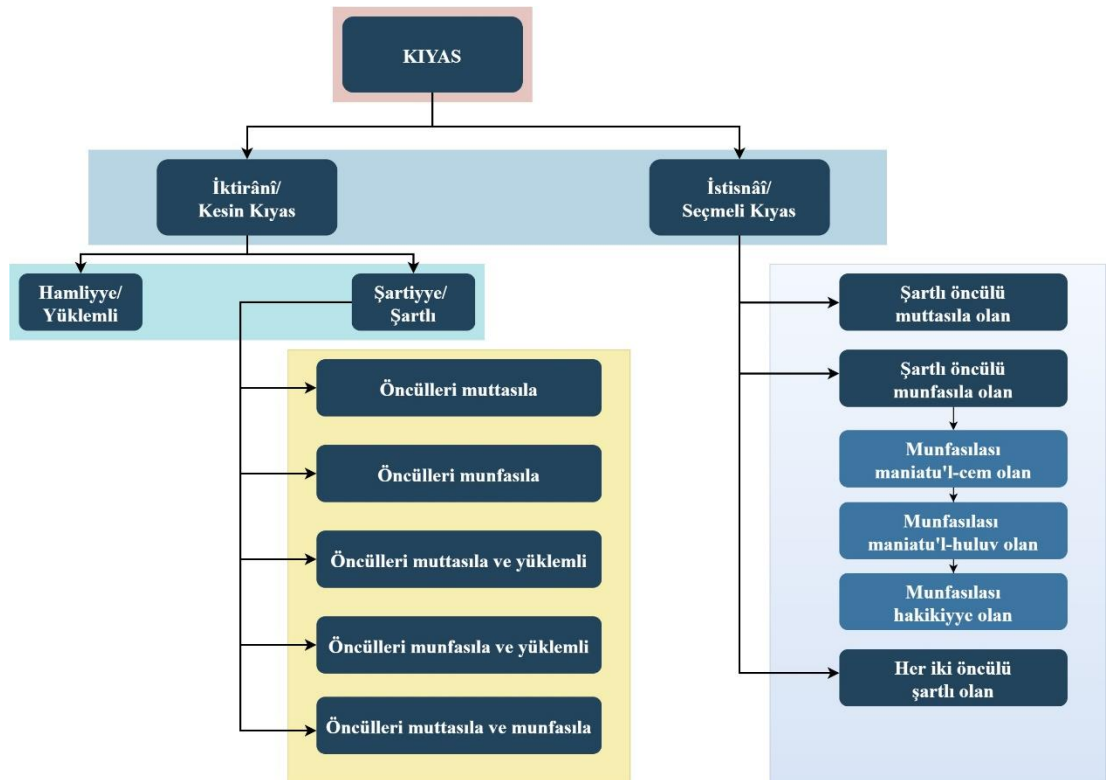 KIYAS
İktirânî/
Kesin Kıyas
İstisnâî/
Seçmeli Kıyas
Hamliyye/
Yüklemli
Şartiyye/
Şartlı
Öncülleri muttasıla
Öncülleri munfasıla
Öncülleri muttasıla ve yüklemli
Öncülleri munfasıla ve yüklemli
Öncülleri muttasıla ve munfasıla
Şartlı öncülü
muttasıla olan
Şartlı öncülü
munfasıla olan
Munfasılası
maniatu'l-cem olan
Munfasılası
maniatu'l-huluv olan
Munfasılası
hakikiyye olan
Her iki öncülü
şartlı olan